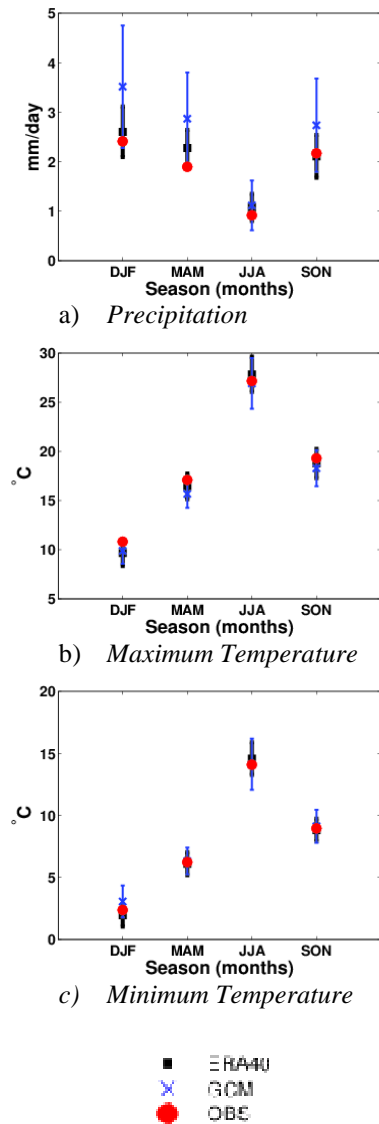 5
4
3
2
1
0
mm/day
DJF MAM JJA SON
Season (months)
a) Precipitation
30
25
20
15
10
5
°C
DJF MAM JJA SON
Season (months)
b) Maximum Temperature
20
15
10
5
0
°C
DJF MAM JJA SON
Season (months)
c) Minimum Temperature
ERA40
GCM
OBS